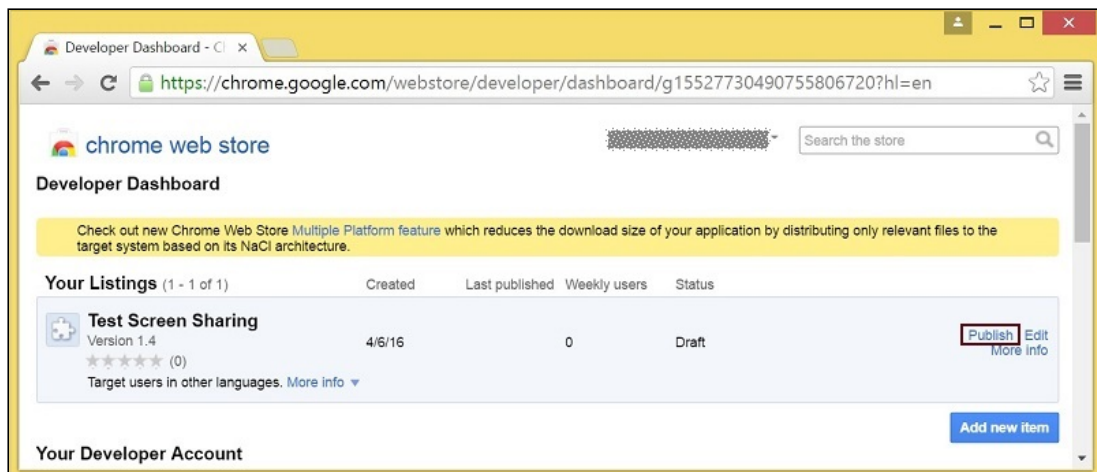 Developer Dashboard - C
https://chrome.google.com/webstore/developer/dashboard/g15527730490755806720?hl=en
chrome web store
Search the store
Developer Dashboard
Check out new Chrome Web Store Multiple Platform feature which reduces the download size of your application by distributing only relevant files to the
target system based on its NaCl architecture.
Your Listings (1 - 1 of 1) Created Last published Weekly users Status
Test Screen Sharing
Version 1.4 4/6/16 0 Draft Publish Edit
More info
(0)
Target users in other languages. More info
Add new item
Your Developer Account